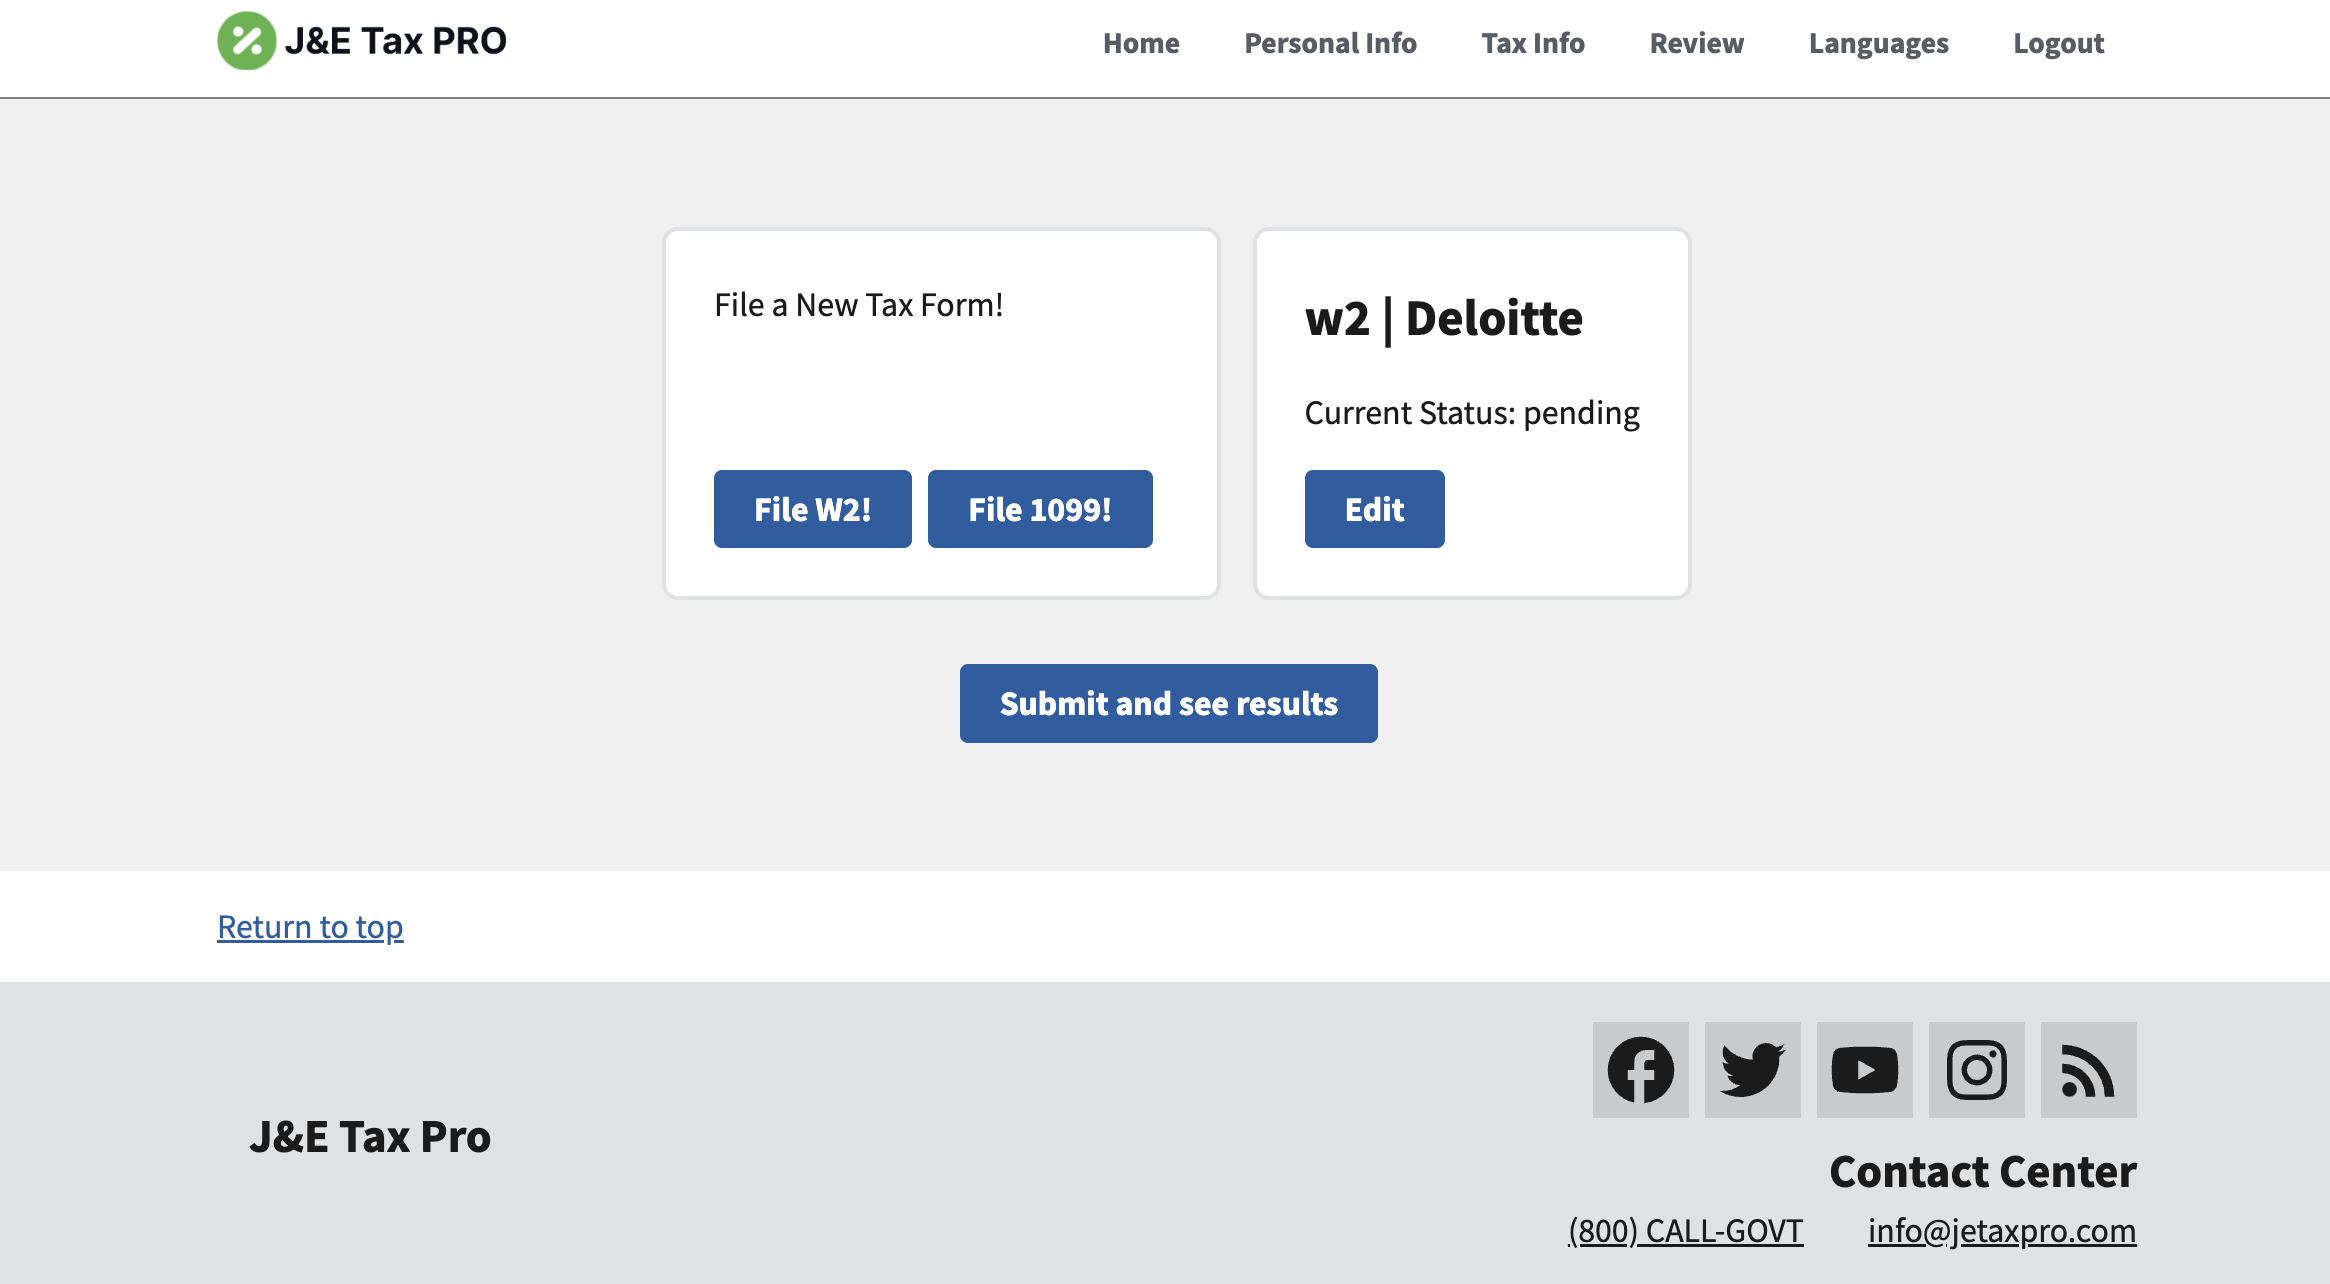 J&E Tax PRO
Home Personal Info Tax Info Review Languages Logout
File a New Tax Form!
File W2! File 1099!
w2 | Deloitte
Current Status: pending
Edit
Submit and see results
Return to top
J&E Tax Pro
Contact Center
(800) CALL-GOVT info@jetaxpro.com